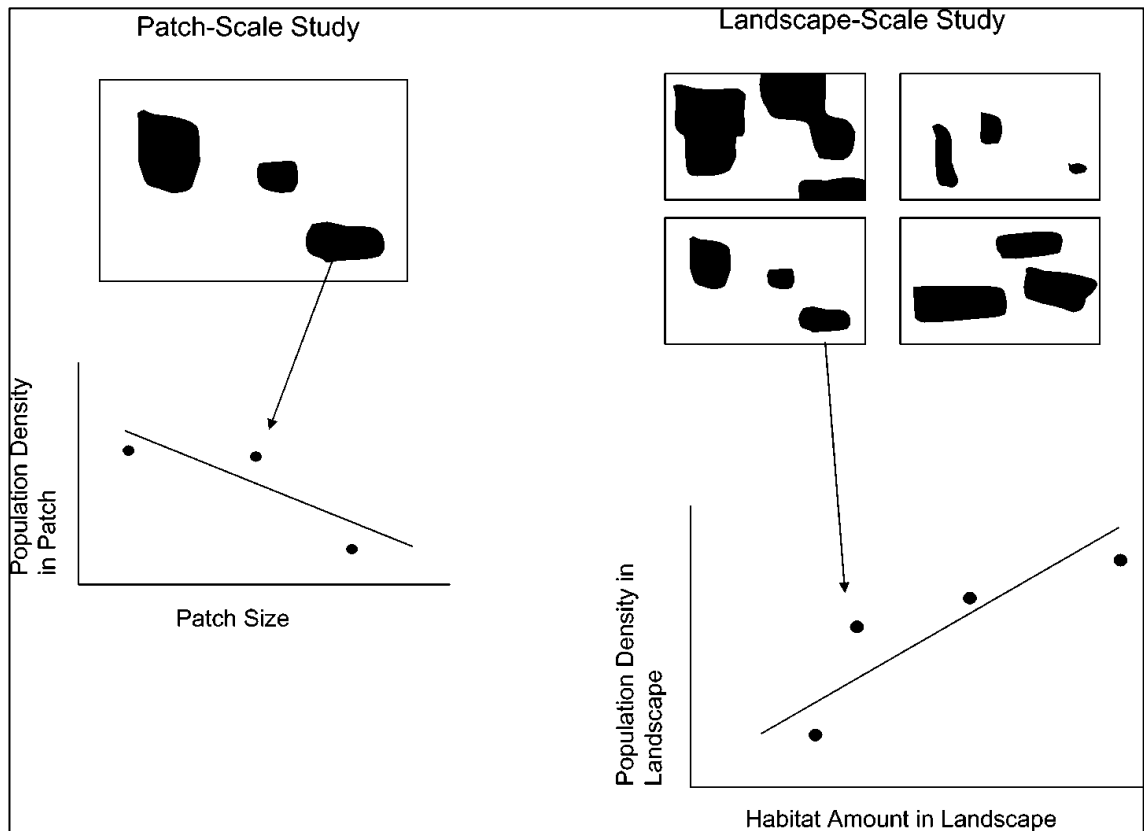 Patch-Scale Study
Landscape-Scale Study
Population Density
in Patch
Patch Size
Population Density in
Landscape
Habitat Amount in Landscape